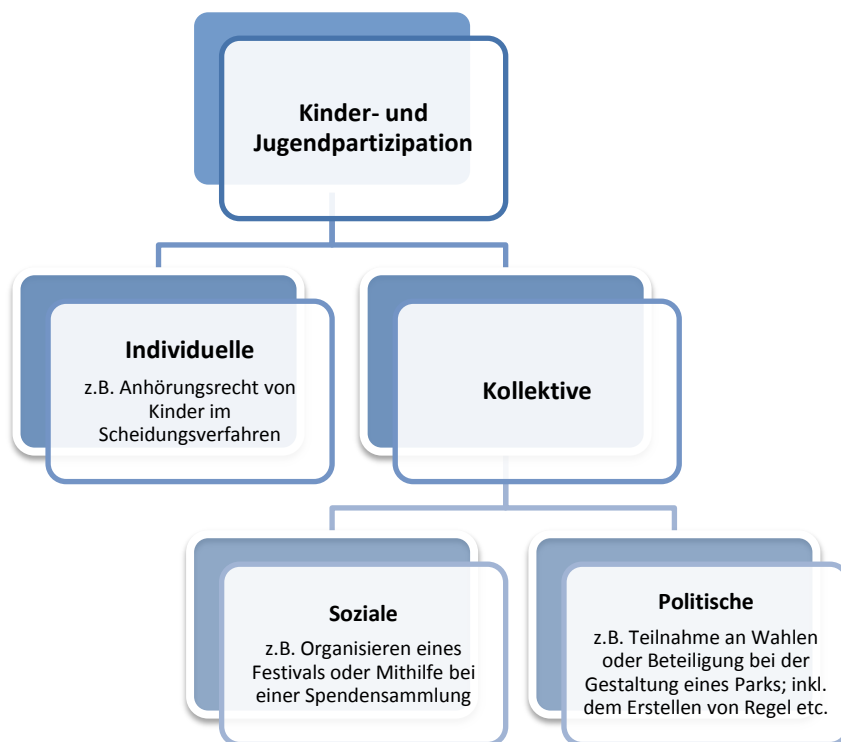 Kinder- und
Jugendpartizipation
Individuelle
z.B. Anhörungsrecht von
Kinder im
Scheidungsverfahren
Kollektive
Soziale
z.B. Organisieren eines
Festivals oder Mithilfe bei
einer Spendensammlung
Politische
z.B. Teilnahme an Wahlen
oder Beteiligung bei der
Gestaltung eines Parks; inkl.
dem Erstellen von Regel etc.